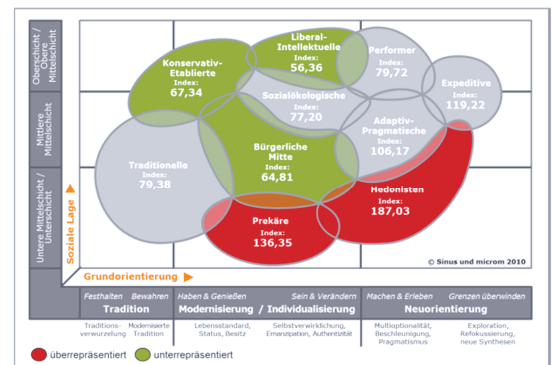 Oberschicht /
Obere
Mittelschicht
Mittlere
Mittelschicht
Untere Mittelschicht /
Unterschicht
Soziale Lage
Konservativ-
Etablierte
Index:
67,34
Liberal-
Intellektuelle
Index:
56,36
Performer
Index:
79,72
Expeditive
Index:
119,22
Sozialökologische
Index:
77,20
Adaptiv-
Pragmatische
Index:
106,17
Bürgerliche
Mitte
Index:
64,81
Traditionelle
Index:
79,38
Hedonisten
Index:
187,03
Prekäre
Index:
136,35
© Sinus und microm 2010
Grundorientierung
Festhalten Bewahren
Tradition
Haben & Genießen Sein & Verändern
Modernisierung / Individualisierung
Machen & Erleben Grenzen überwinden
Neuorientierung
Traditions-
verwurzelung
Modernisierte
Tradition
Lebensstandard,
Status, Besitz
Selbstverwirklichung,
Emanzipation, Authentizität
Multioptionalität,
Beschleunigung,
Pragmatismus
Exploration,
Refokussierung,
neue Synthesen
überrepräsentiert
unterrepräsentiert